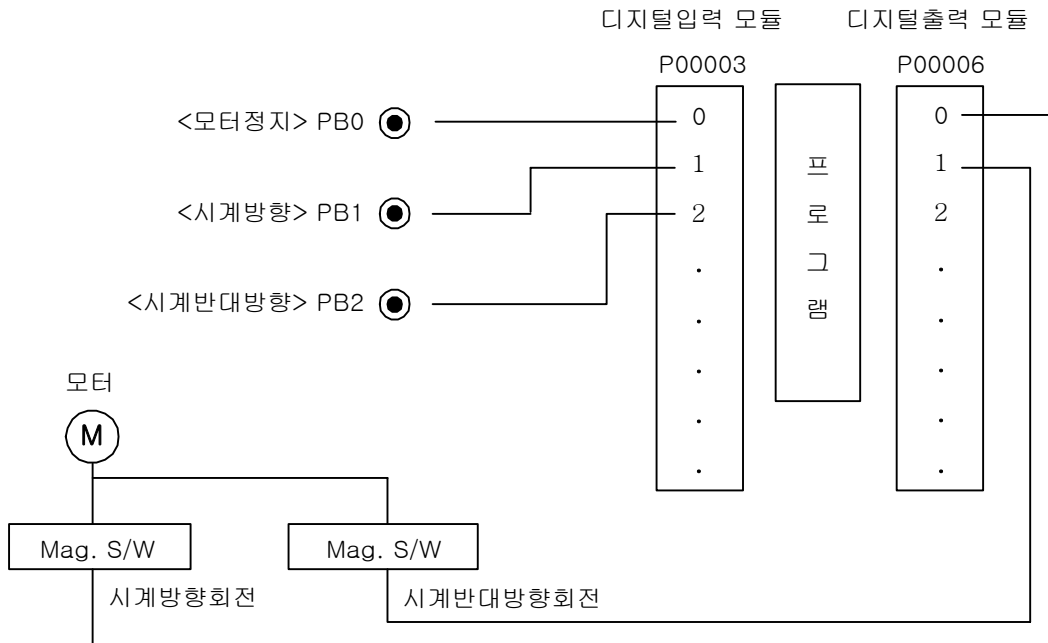 디지털입력 모듈
디지털출력 모듈
P00003
P00006
<모터정지> PB0
0
0
<시계방향> PB1
1
1
<시계반대방향> PB2
2
2
프
로
그
램
모터
M
Mag. S/W
Mag. S/W
시계방향회전
시계반대방향회전